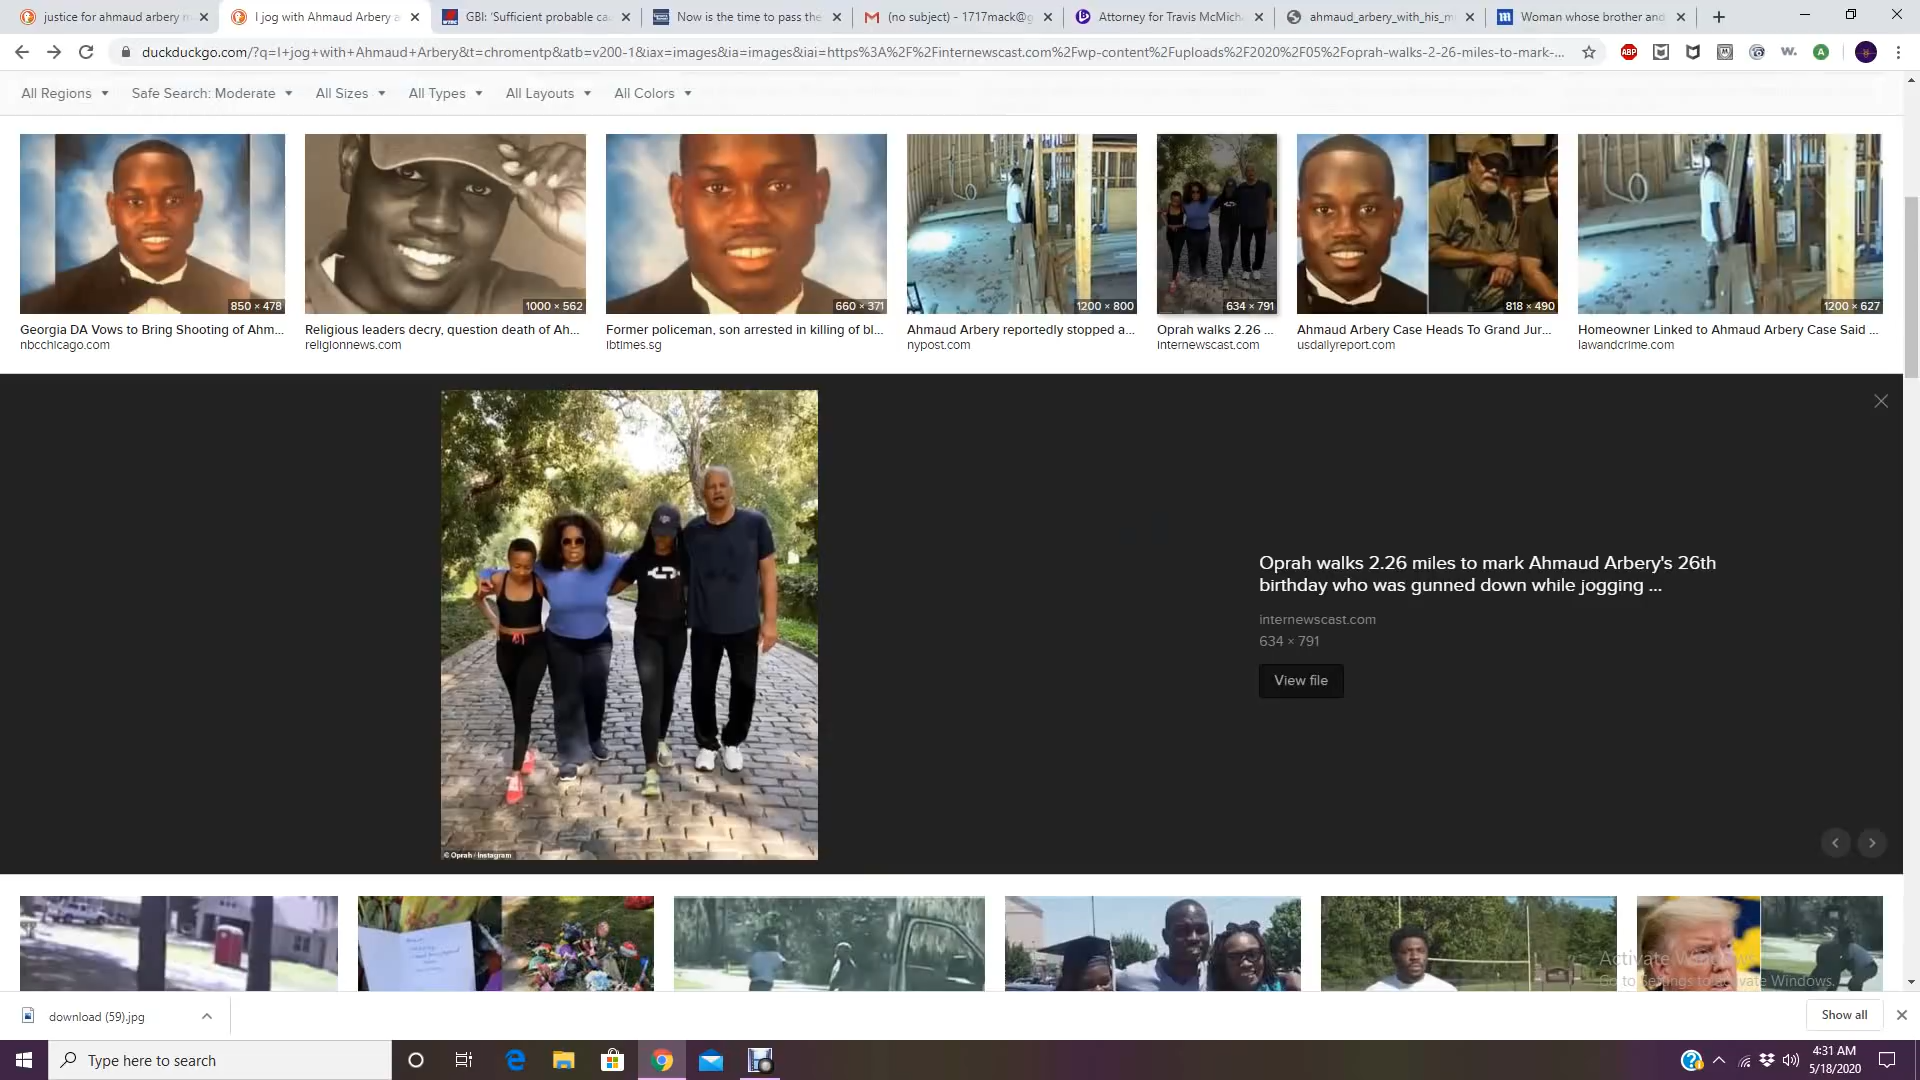 justice for ahmaud arbery m
I jog with Ahmaud Arbery a
GBI: 'Sufficient probable ca
Now is the time to pass the
(no subject) - 1717mack@g
Attorney for Travis McMich
ahmaud_arbery_with_his_m
Woman whose brother and
duckduckgo.com/?q=I+jog+with+Ahmaud+Arbery&t=chromentp&atb=v200-1&iax=images&ia=images&iai=https%3A%2F%2Finternewscast.com%2Fwp-content%2Fuploads%2F2020%2F05%2Foprah-walks-2-26-miles-to-mark-...
ABP
w.
A
All Regions
Safe Search: Moderate
All Sizes
All Types
All Layouts
All Colors
850 × 478
1000 × 562
660 × 371
1200 × 800
634 × 791
818 × 490
1200 × 627
Georgia DA Vows to Bring Shooting of Ahm...
nbcchicago.com
Religious leaders decry, question death of Ah...
religionnews.com
Former policeman, son arrested in killing of bl...
ibtimes.sg
Ahmaud Arbery reportedly stopped a...
nypost.com
Oprah walks 2.26 ...
internewscast.com
Ahmaud Arbery Case Heads To Grand Jur...
usdailyreport.com
Homeowner Linked to Ahmaud Arbery Case Said ...
lawandcrime.com
Oprah walks 2.26 miles to mark Ahmaud Arbery's 26th
birthday who was gunned down while jogging ...
internewscast.com
634 × 791
View file
© Oprah / Instagram
Activate Windows
Go to Settings to activate Windows.
download (59).jpg
Show all
Type here to search
4:31 AM
5/18/2020